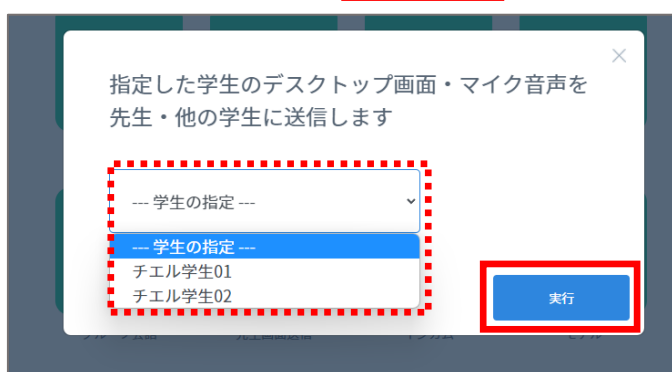 ×
指定した学生のデスクトップ画面・マイク音声を
先生・他の学生に送信します
--- 学生の指定 ---
--- 学生の指定 ---
チエル学生01
チエル学生02
実行